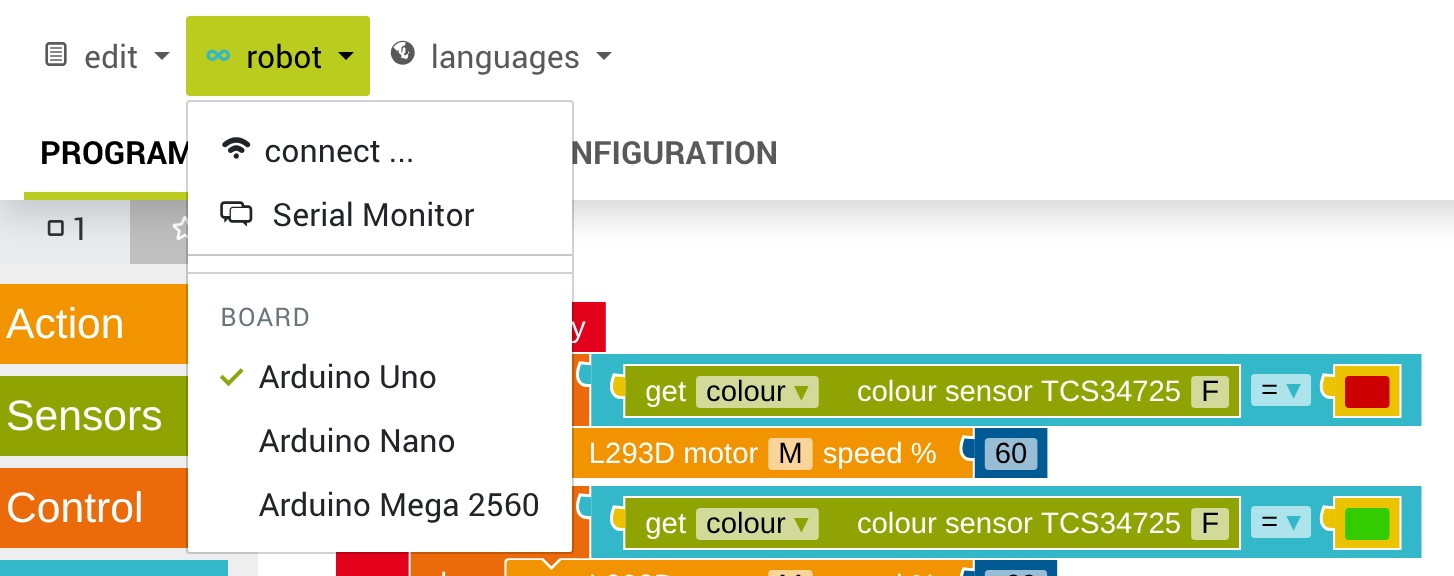 edit robot languages
connect ...
PROGRAM NFIGURATION
Serial Monitor
1
BOARD
Action
y
Arduino Uno
get colour colour sensor TCS34725 F =
Sensors
Arduino Nano
L293D motor M speed % 60
Control
Arduino Mega 2560
get colour colour sensor TCS34725 F =